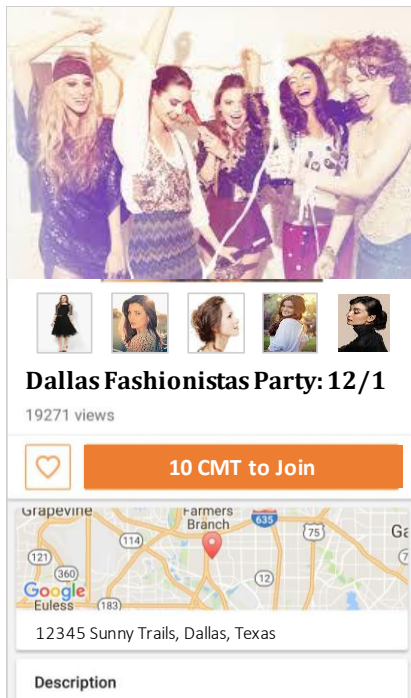 Dallas Fashionistas Party: 12/1
19271 views
10 CMT to Join
Grapevine
Farmers
Branch
635
75
Ga
114
121
360
12
Google
Euless
183
12345 Sunny Trails, Dallas, Texas
Description